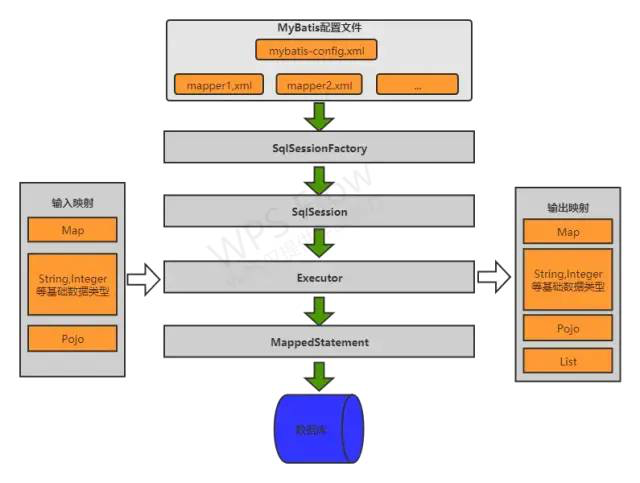 MyBatis配置文件
mybatis-config.xml
mapper1,xml
mapper2.xml
...
SqlSessionFactory
SqlSession
Executor
MappedStatement
数据库
输入映射
Map
String,Integer
等基础数据类型
Pojo
输出映射
Map
String,Integer
等基础数据类型
Pojo
List
WPS Flow